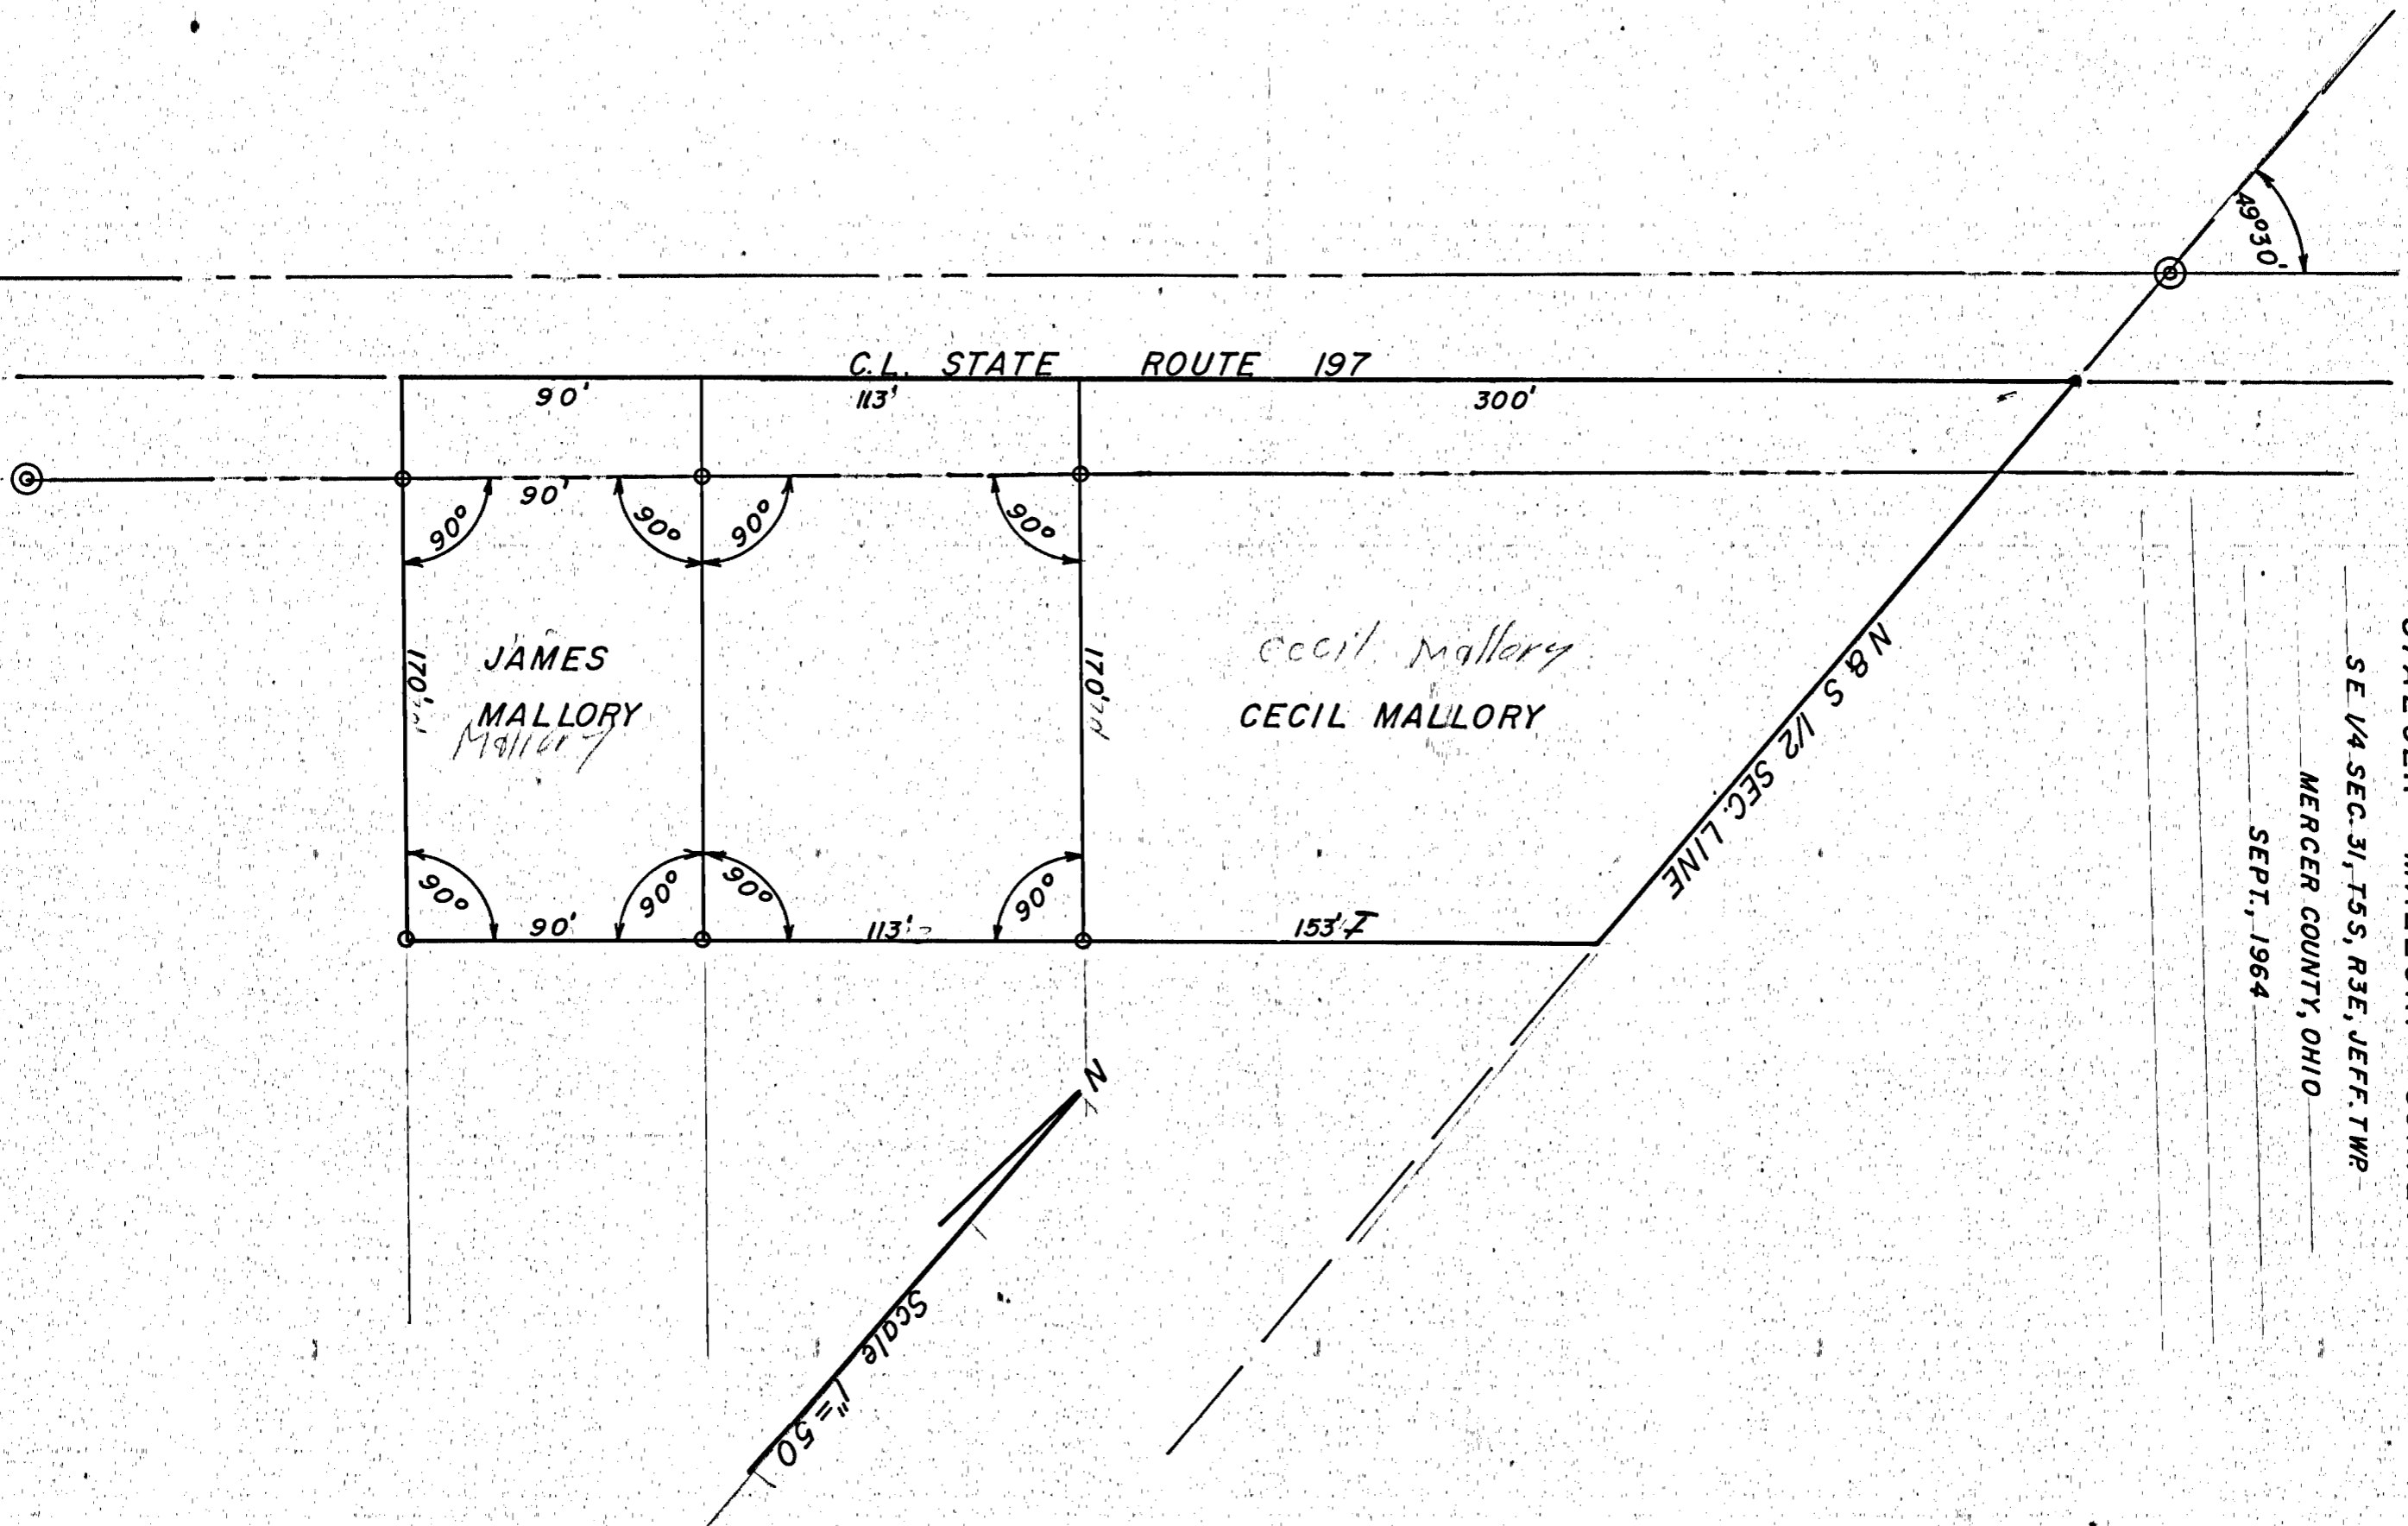 49°30'
C.L. STATE ROUTE 197
90' 113' 300'
90'
90° 90° 90° 90°
170' 170'
JAMES
MALLORY
Mallory
Cecil Mallory
CECIL MALLORY
N & S 1/2 SEC. LINE
90° 90° 90° 90°
90' 113' 153'
N
Scale 1"=50
SE 1/4 SEC. 31, T5S, R3E, JEFF. TWP.
MERCER COUNTY, OHIO
SEPT., 1964